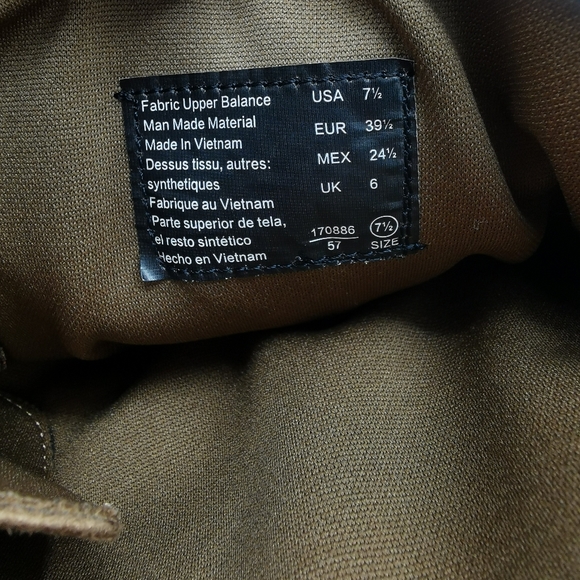 Fabric Upper Balance
Man Made Material
Made In Vietnam
Dessus tissu, autres:
synthetiques
Fabrique au Vietnam
Parte superior de tela,
el resto sintético
Hecho en Vietnam
USA 7½
EUR 39½
MEX 24½
UK 6
170886
57
7½
SIZE